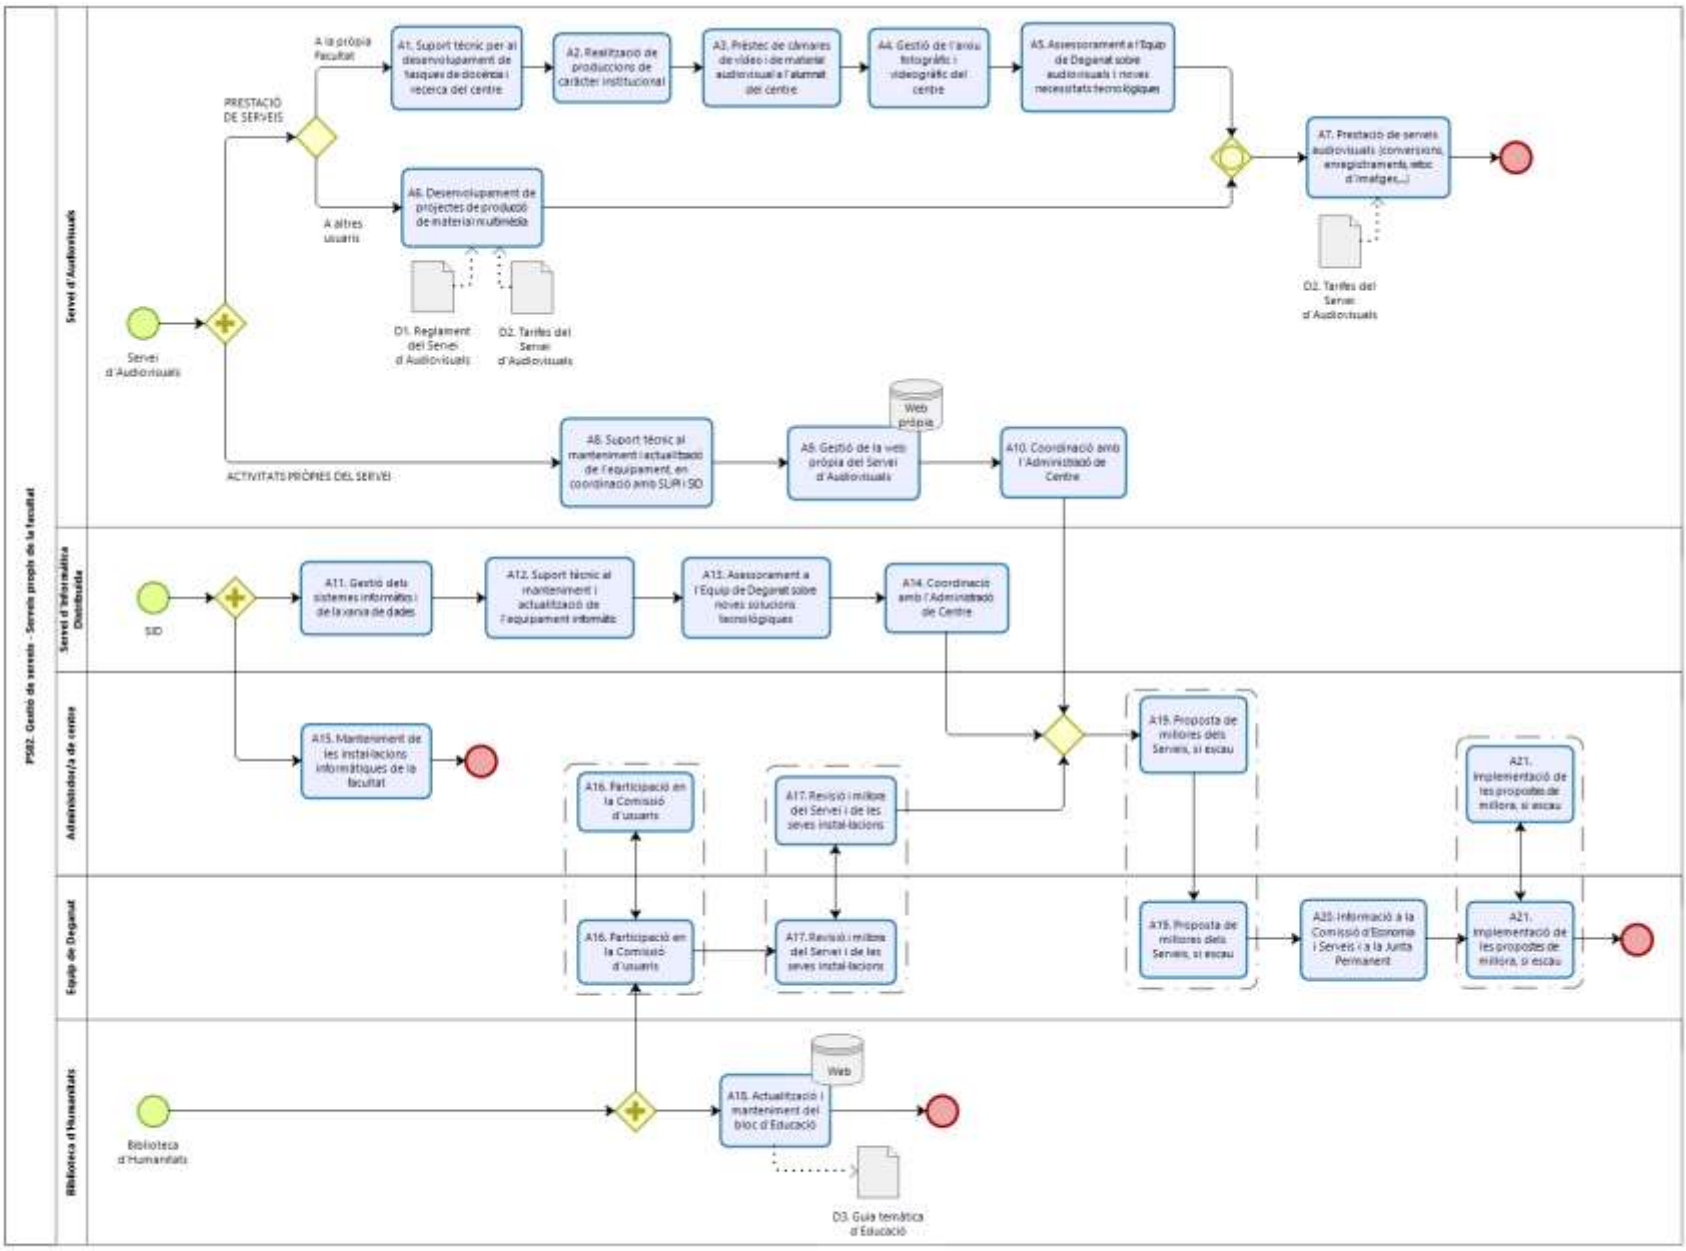 PS02. Gestió de serveis - Serveis propis de la facultat
Servei d'Audiovisuals
Servei
d'Audiovisuals
PRESTACIÓ
DE SERVEIS
A la pròpia
Facultat
A1. Suport tècnic per al
desenvolupament de
tasques de docència i
recerca del centre
A2. Realització de
produccions de
caràcter institucional
A3. Préstec de càmares
de vídeo i de material
audiovisual a l'alumnat
del centre
A4. Gestió de l'arxiu
fotogràfic i
videogràfic del
centre
A5. Assessorament a l'Equip
de Deganat sobre
audiovisuals i noves
necessitats tecnològiques
A altres
usuaris
A6. Desenvolupament de
projectes de producció
de material multimèdia
D1. Reglament
del Servei
d'Audiovisuals
D2. Tarifes del
Servei
d'Audiovisuals
A7. Prestació de serveis
audiovisuals (conversions,
enregistraments, retoc
d'imatges,...)
D2. Tarifes del
Servei
d'Audiovisuals
ACTIVITATS PRÒPIES DEL SERVEI
A8. Suport tècnic al
manteniment i actualització
de l'equipament, en
coordinació amb SLIPI i SID
Web
pròpia
A9. Gestió de la web
pròpia del Servei
d'Audiovisuals
A10. Coordinació amb
l'Administració de
Centre
Servei d'Informàtica
Distribuïda
SID
A11. Gestió dels
sistemes informàtics i
de la xarxa de dades
A12. Suport tècnic al
manteniment i
actualització de
l'equipament informàtic
A13. Assessorament a
l'Equip de Deganat sobre
noves solucions
tecnològiques
A14. Coordinació
amb l'Administració
de Centre
Administrador/a de centre
A15. Manteniment de
les instal·lacions
informàtiques de la
facultat
A16. Participació en
la Comissió
d'usuaris
A17. Revisió i millora
del Servei i de les
seves instal·lacions
A19. Proposta de
millores dels
Serveis, si escau
A21.
Implementació de
les propostes de
millora, si escau
Equip de Deganat
A16. Participació en
la Comissió
d'usuaris
A17. Revisió i millora
del Servei i de les
seves instal·lacions
A19. Proposta de
millores dels
Serveis, si escau
A20. Informació a la
Comissió d'Economia
i Serveis i a la Junta
Permanent
A21.
Implementació de
les propostes de
millora, si escau
Biblioteca d'Humanitats
Biblioteca
d'Humanitats
Web
A18. Actualització i
manteniment del
bloc d'Educació
D3. Guia temàtica
d'Educació